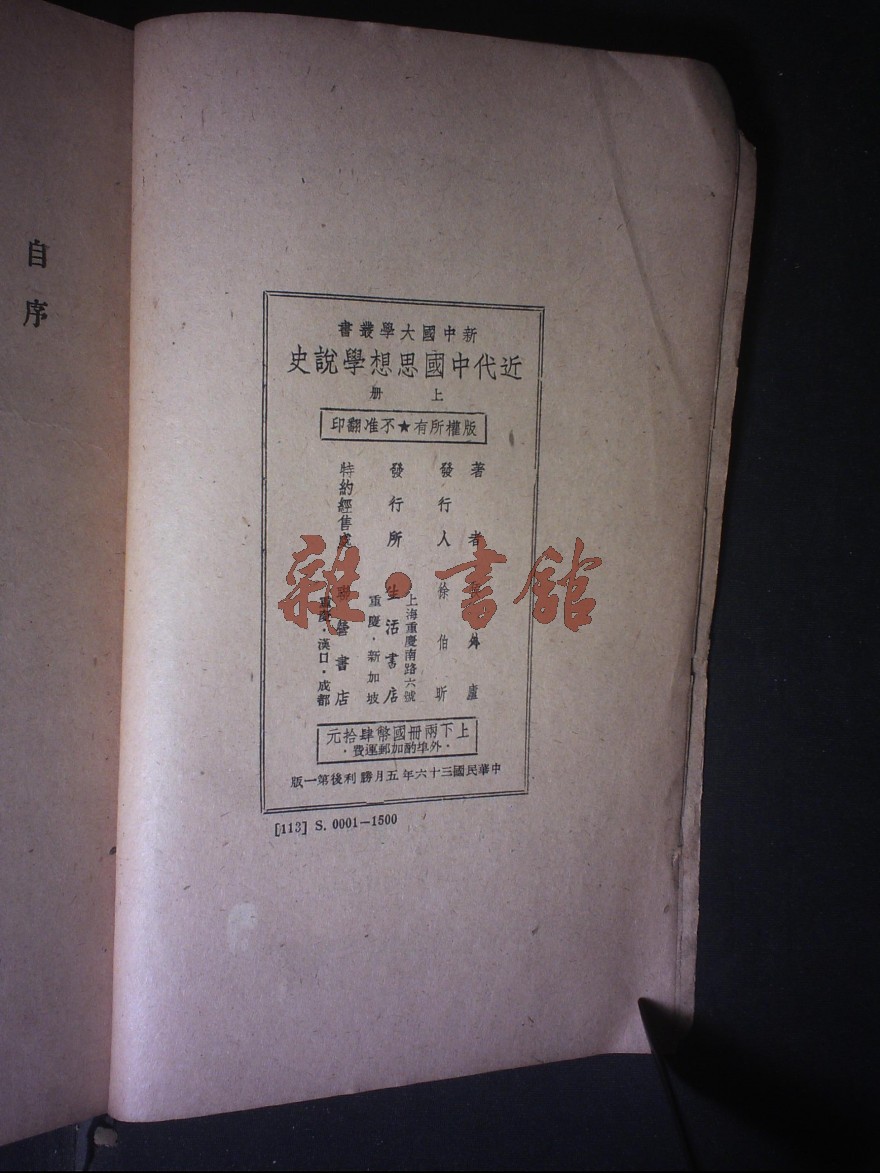 新中國大學叢書
近代中國思想學說史
上冊
版權所有★不准翻印
著者 外廬
發行人 徐伯昕
發行所 生活書店
上海重慶南路六號
重慶·新加坡
特約經售處 聯營書店
重慶·漢口·成都
上下兩冊國幣肆拾元
·外埠酌加郵運費·
中華民國三十六年五月勝利後第一版
[113] S. 0001—1500
自序
雜·書館